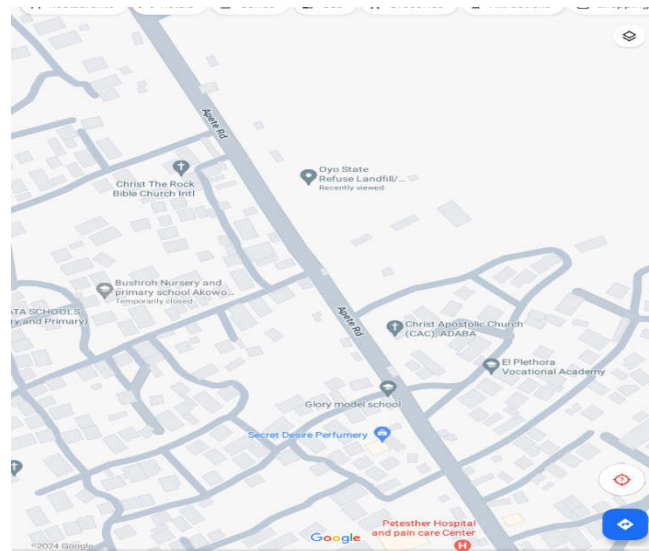 Apete Rd
Oyo State
Refuse Landfill/...
Recently viewed
Christ The Rock
Bible Church Intl
Bushroh Nursery and
primary school Akowo...
Temporarily closed
ATA SCHOOLS
ry and Primary)
Apete Rd
Christ Apostolic Church
(CAC), ADABA
El Plethora
Vocational Academy
Glory model school
Secret Desire Perfumery
Petesther Hospital
and pain care Center
H
Google
©2024 Google